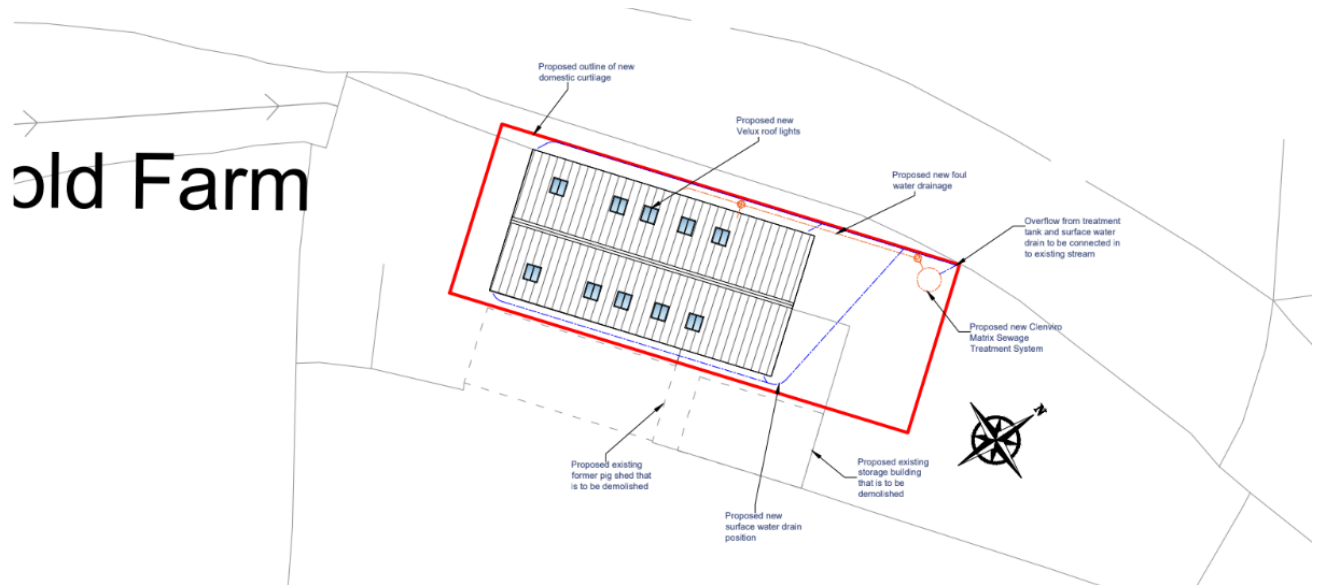 Proposed outline of new
domestic curtilage
Proposed new
Velux roof lights
Proposed new foul
water drainage
old Farm
Overflow from treatment
tank and surface water
drain to be connected in
to existing stream
Proposed new Clenviro
Matrix Sewage
Treatment System
N
Proposed existing
former pig shed that
is to be demolished
Proposed existing
storage building
that is to be
demolished
Proposed new
surface water drain
position